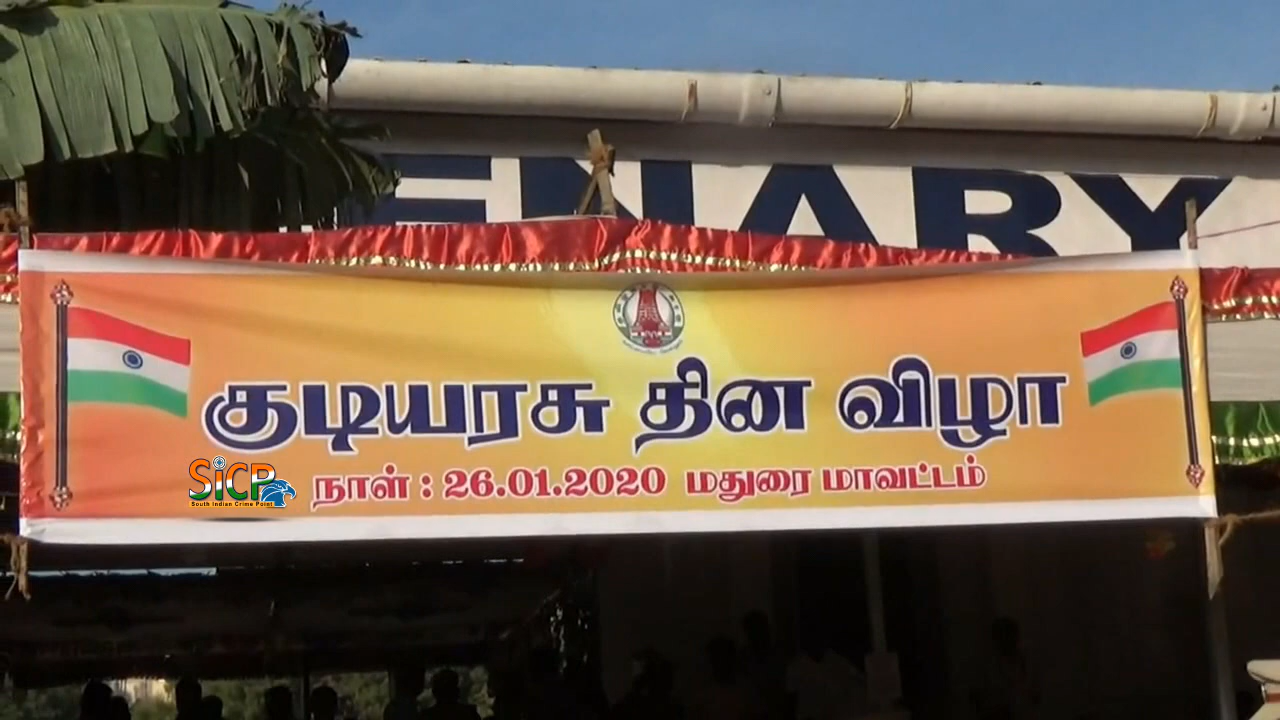 ENARY
குடியரசு தின விழா
நாள் : 26.01.2020 மதுரை மாவட்டம்
SiCP
South Indian Crime Point